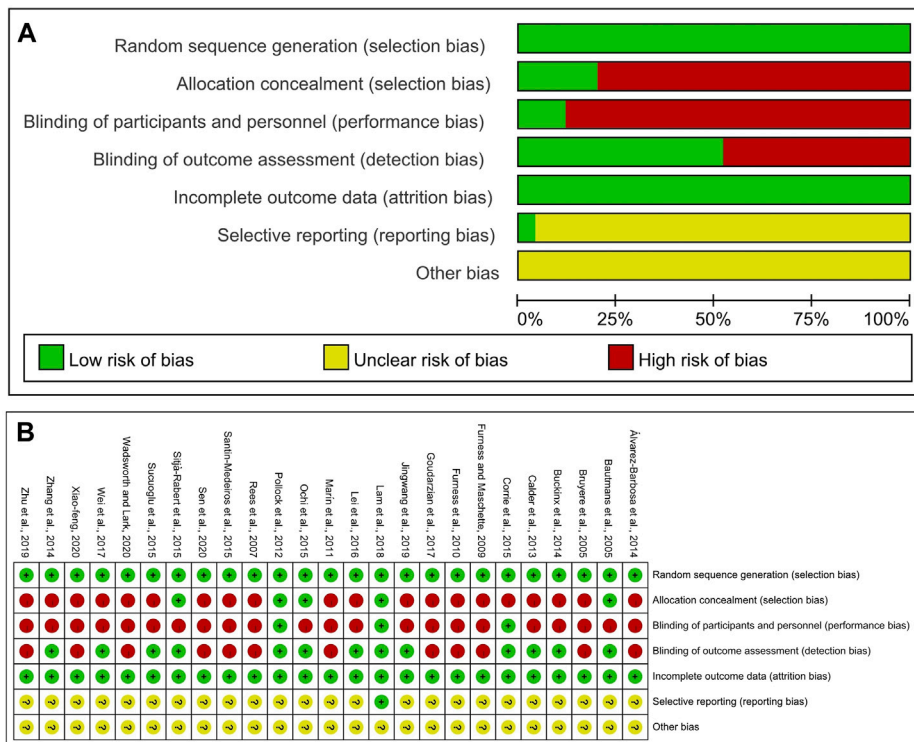 A
Random sequence generation (selection bias)
Allocation concealment (selection bias)
Blinding of participants and personnel (performance bias)
Blinding of outcome assessment (detection bias)
Incomplete outcome data (attrition bias)
Selective reporting (reporting bias)
Other bias
0% 25% 50% 75% 100%
Low risk of bias Unclear risk of bias High risk of bias
B
Zhu et al., 2019
Zhang et al., 2014
Xiao-feng, 2020
Wei et al., 2017
Wadsworth and Lark, 2020
Sucuoglu et al., 2015
Sitjà-Rabert et al., 2015
Sen et al., 2020
Santin-Medeiros et al., 2015
Rees et al., 2007
Pollock et al., 2012
Ochi et al., 2015
Marín et al., 2011
Lei et al., 2016
Lam et al., 2018
Jingwang et al., 2019
Goudarzian et al., 2017
Furness et al., 2010
Furness and Maschette, 2009
Corrie et al., 2015
Calder et al., 2013
Buckinx et al., 2014
Bruyere et al., 2005
Bautmans et al., 2005
Álvarez-Barbosa et al., 2014
Random sequence generation (selection bias)
Allocation concealment (selection bias)
Blinding of participants and personnel (performance bias)
Blinding of outcome assessment (detection bias)
Incomplete outcome data (attrition bias)
Selective reporting (reporting bias)
Other bias